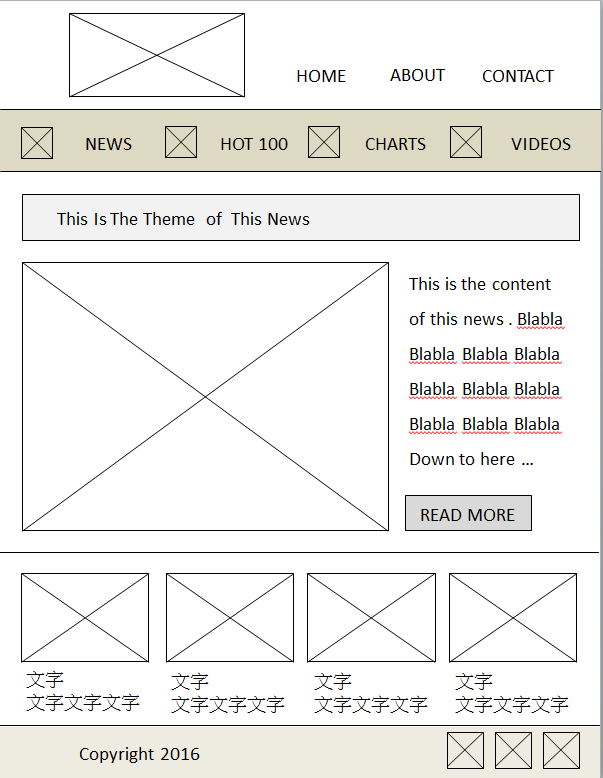 HOME ABOUT CONTACT
NEWS HOT 100 CHARTS VIDEOS
This Is The Theme of This News
This is the content
of this news . Blabla
Blabla Blabla Blabla
Blabla Blabla Blabla
Blabla Blabla Blabla
Down to here ...
READ MORE
文字 文字 文字 文字
文字文字文字 文字文字文字 文字文字文字 文字文字文字
Copyright 2016